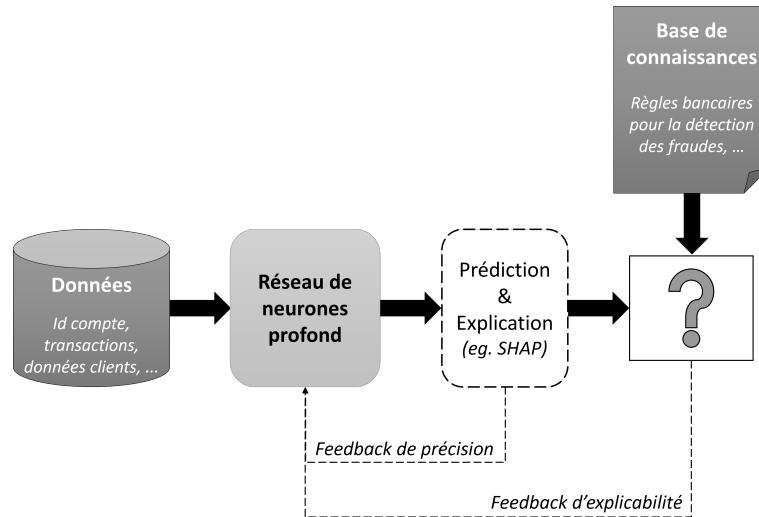 Base de
connaissances
Règles bancaires
pour la détection
des fraudes, ...
Données
Id compte,
transactions,
données clients, ...
Réseau de
neurones
profond
Prédiction
&
Explication
(eg. SHAP)
?
Feedback de précision
Feedback d'explicabilité